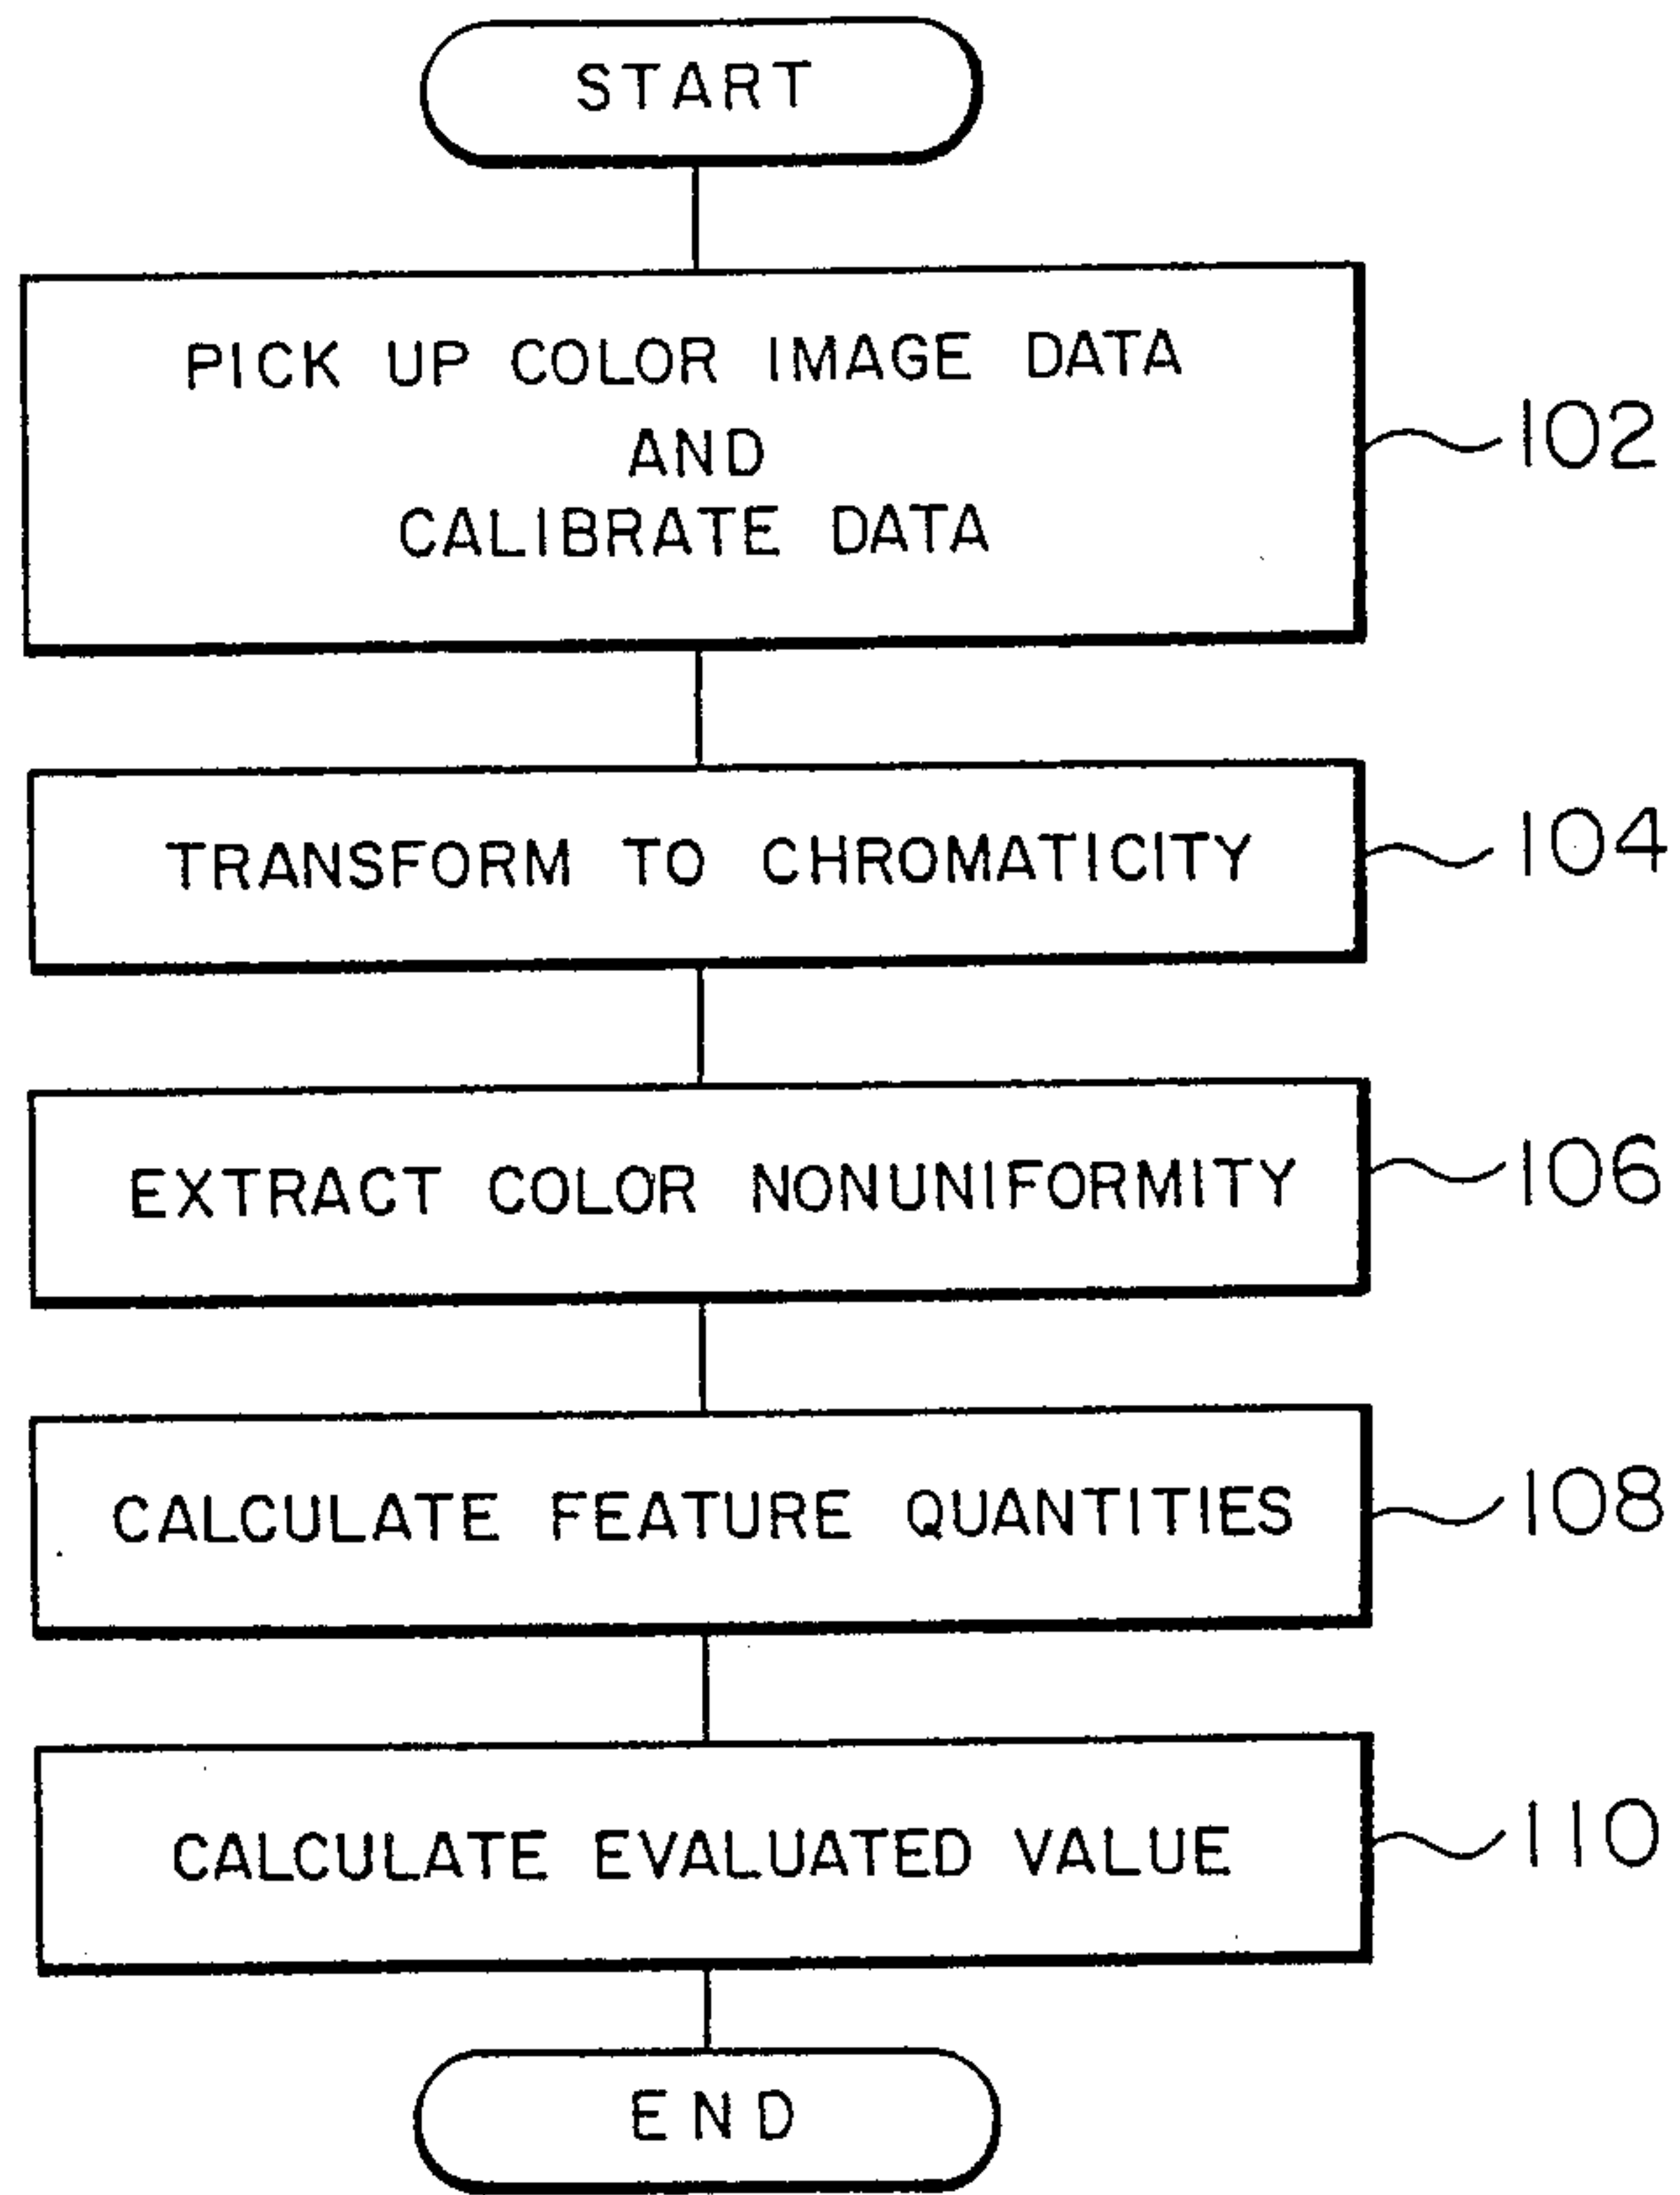 START
PICK UP COLOR IMAGE DATA
AND
CALIBRATE DATA
102
TRANSFORM TO CHROMATICITY
104
EXTRACT COLOR NONUNIFORMITY
106
CALCULATE FEATURE QUANTITIES
108
CALCULATE EVALUATED VALUE
110
END